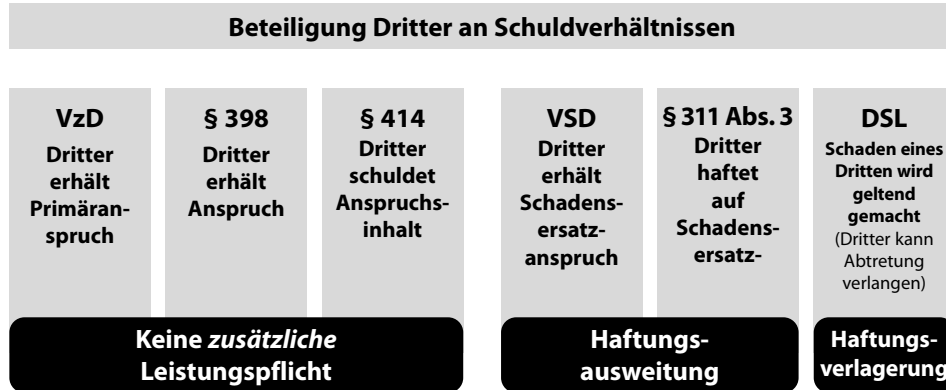 Beteiligung Dritter an Schuldverhältnissen
VzD
Dritter
erhält
Primäran-
spruch
§ 398
Dritter
erhält
Anspruch
§ 414
Dritter
schuldet
Anspruchs-
inhalt
Keine zusätzliche
Leistungspflicht
VSD
Dritter
erhält
Schadens-
ersatz-
anspruch
§ 311 Abs. 3
Dritter
haftet
auf
Schadens-
ersatz-
Haftungs-
ausweitung
DSL
Schaden eines
Dritten wird
geltend
gemacht
(Dritter kann
Abtretung
verlangen)
Haftungs-
verlagerung